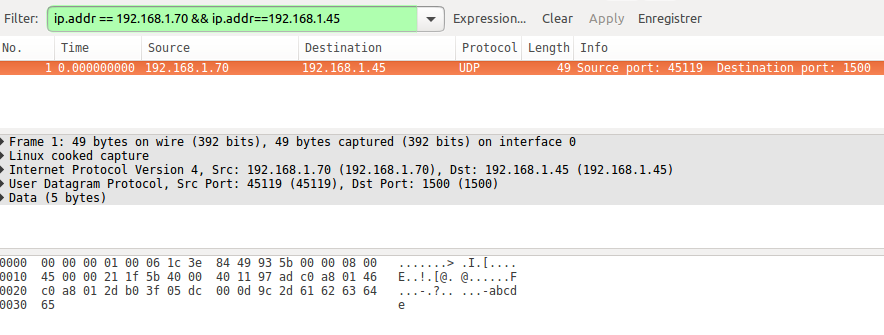 Filter: ip.addr == 192.168.1.70 && ip.addr==192.168.1.45 Expression... Clear Apply Enregistrer
No. Time Source Destination Protocol Length Info
1 0.000000000 192.168.1.70 192.168.1.45 UDP 49 Source port: 45119 Destination port: 1500
Frame 1: 49 bytes on wire (392 bits), 49 bytes captured (392 bits) on interface 0
Linux cooked capture
Internet Protocol Version 4, Src: 192.168.1.70 (192.168.1.70), Dst: 192.168.1.45 (192.168.1.45)
User Datagram Protocol, Src Port: 45119 (45119), Dst Port: 1500 (1500)
Data (5 bytes)
0000 00 00 00 01 00 06 1c 3e 84 49 93 5b 00 00 08 00 .......> .I.[....
0010 45 00 00 21 1f 5b 40 00 40 11 97 ad c0 a8 01 46 E..!.[@. @......F
0020 c0 a8 01 2d b0 3f 05 dc 00 0d 9c 2d 61 62 63 64 ...-.?.. ...-abcd
0030 65 e